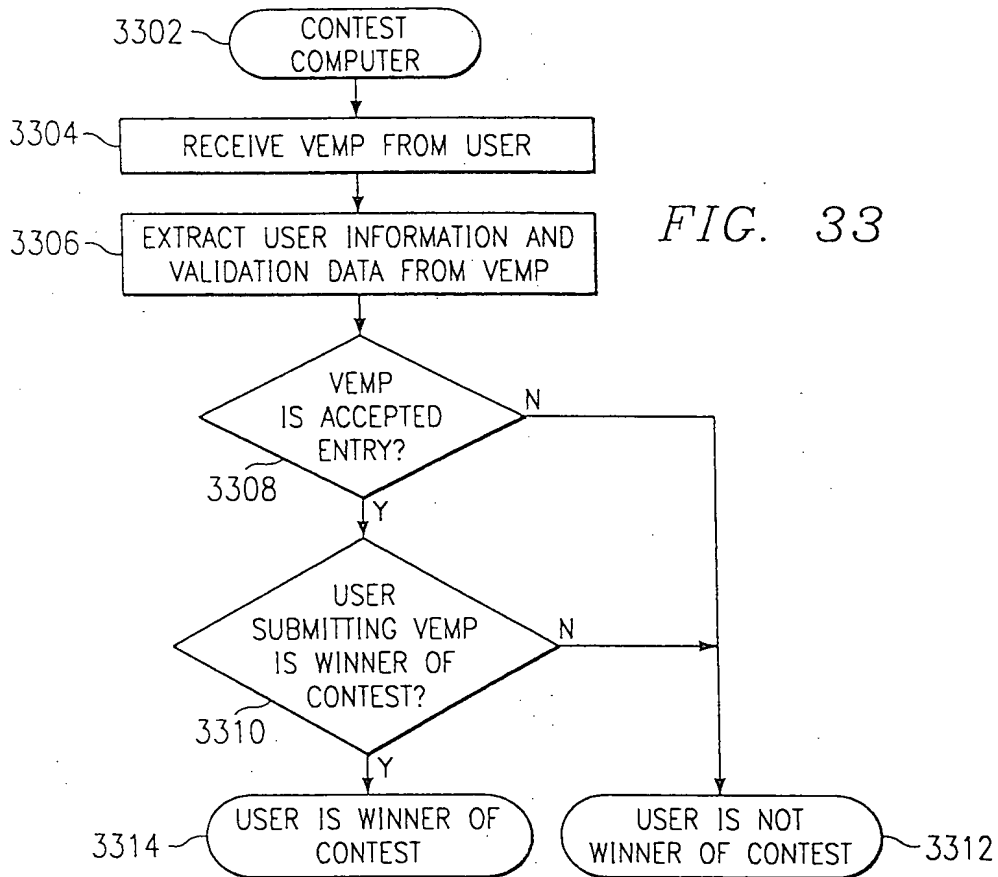 3302
CONTEST
COMPUTER
3304
RECEIVE VEMP FROM USER
3306
EXTRACT USER INFORMATION AND
VALIDATION DATA FROM VEMP
FIG. 33
VEMP
IS ACCEPTED
ENTRY?
N
3308
Y
USER
SUBMITTING VEMP
IS WINNER OF
CONTEST?
N
3310
Y
3314
USER IS WINNER OF
CONTEST
USER IS NOT
WINNER OF CONTEST
3312